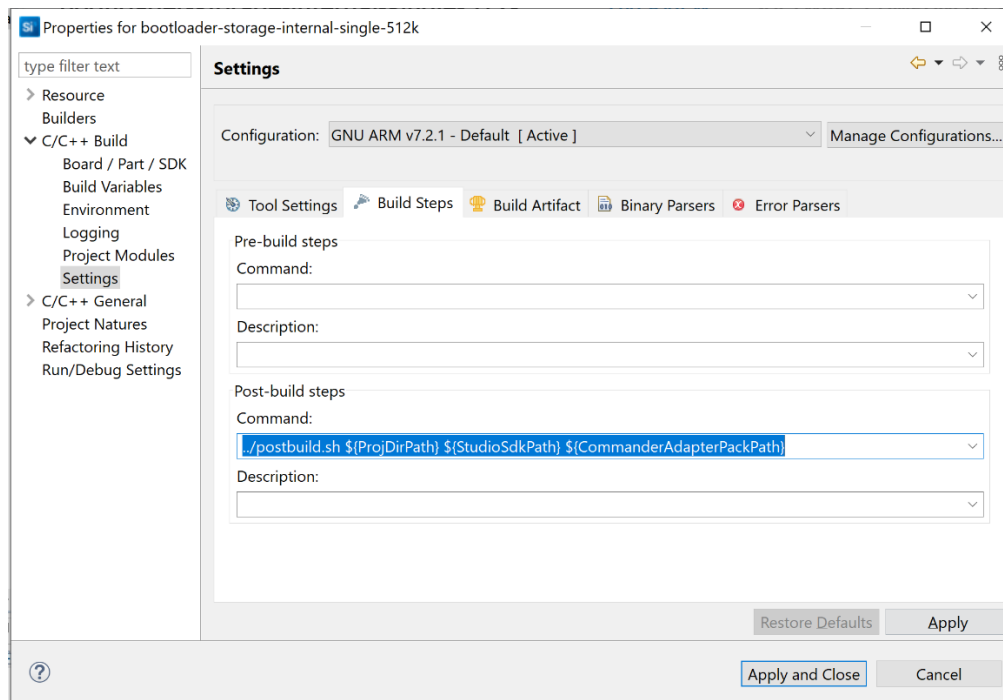 Si Properties for bootloader-storage-internal-single-512k
type filter text
Resource
Builders
C/C++ Build
Board / Part / SDK
Build Variables
Environment
Logging
Project Modules
Settings
C/C++ General
Project Natures
Refactoring History
Run/Debug Settings
Settings
Configuration: GNU ARM v7.2.1 - Default [ Active ] Manage Configurations...
Tool Settings Build Steps Build Artifact Binary Parsers Error Parsers
Pre-build steps
Command:
Description:
Post-build steps
Command:
../postbuild.sh ${ProjDirPath} ${StudioSdkPath} ${CommanderAdapterPackPath}
Description:
Restore Defaults Apply
? Apply and Close Cancel